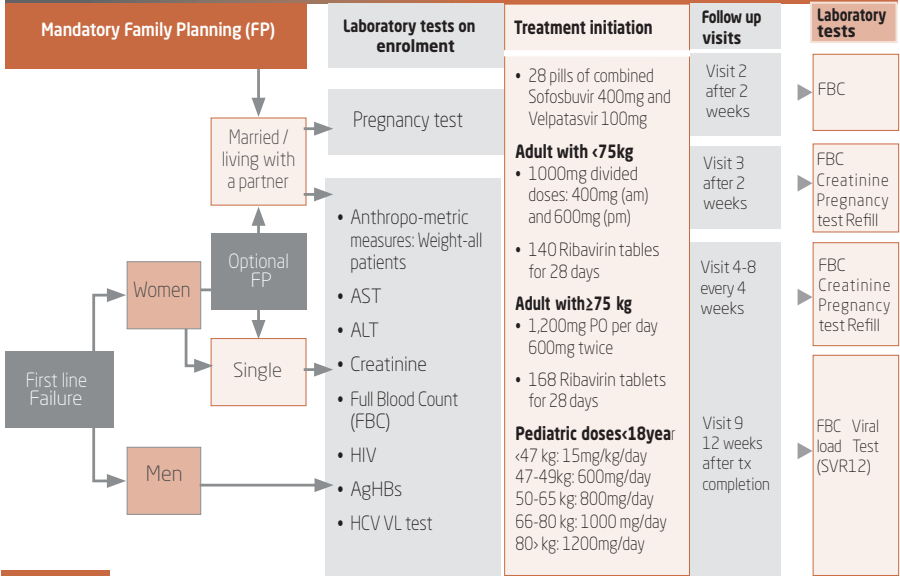 Mandatory Family Planning (FP)
Laboratory tests on
enrolment
Treatment initiation
Follow up
visits
Laboratory
tests
First line
Failure
Women
Men
Optional
FP
Married /
living with
a partner
Single
Pregnancy test
• Anthropo-metric
measures: Weight-all
patients
• AST
• ALT
• Creatinine
• Full Blood Count
(FBC)
• HIV
• AgHBs
• HCV VL test
• 28 pills of combined
Sofosbuvir 400mg and
Velpatasvir 100mg
Adult with <75kg
• 1000mg divided
doses: 400mg (am)
and 600mg (pm)
• 140 Ribavirin tables
for 28 days
Adult with≥75 kg
• 1,200mg PO per day
600mg twice
• 168 Ribavirin tablets
for 28 days
Pediatric doses<18year
<47 kg: 15mg/kg/day
47-49kg: 600mg/day
50-65 kg: 800mg/day
66-80 kg: 1000 mg/day
80> kg: 1200mg/day
Visit 2
after 2
weeks
Visit 3
after 2
weeks
Visit 4-8
every 4
weeks
Visit 9
12 weeks
after tx
completion
FBC
FBC
Creatinine
Pregnancy
test Refill
FBC
Creatinine
Pregnancy
test Refill
FBC Viral
load Test
(SVR12)